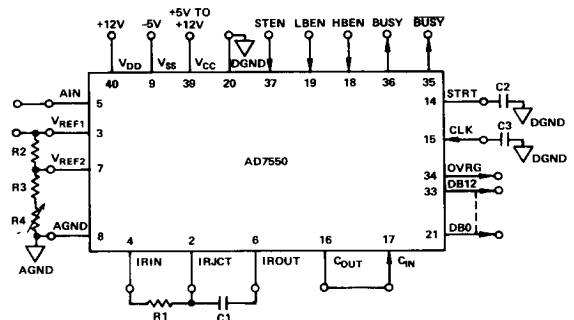 +5V TO
+12V -5V +12V STEN LBEN HBEN BUSY BUSY
VDD VSS VCC DGND
40 9 39 20 37 19 18 36 35
AIN 5
VREF1 3
R2
VREF2 7
R3
R4
AGND 8
AGND
AD7550
14 STRT C2
DGND
15 CLK C3
DGND
34 OVRG
33 DB12
21 DB0
4 2 6 16 17
IRIN IRJCT IROUT COUT CIN
R1 C1